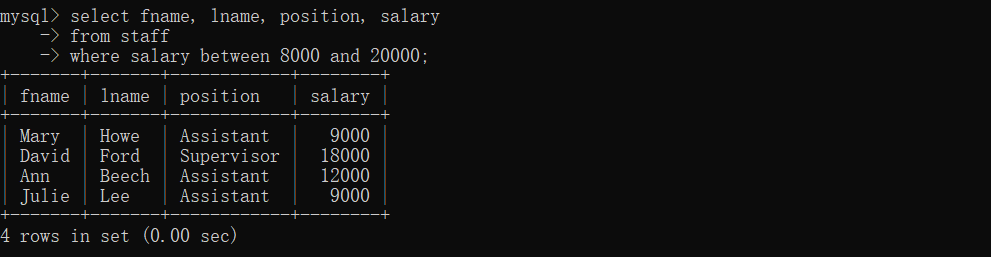 mysql> select fname, lname, position, salary
    -> from staff
    -> where salary between 8000 and 20000;
+-------+-------+------------+--------+
| fname | lname | position   | salary |
+-------+-------+------------+--------+
| Mary  | Howe  | Assistant  |   9000 |
| David | Ford  | Supervisor |  18000 |
| Ann   | Beech | Assistant  |  12000 |
| Julie | Lee   | Assistant  |   9000 |
+-------+-------+------------+--------+
4 rows in set (0.00 sec)